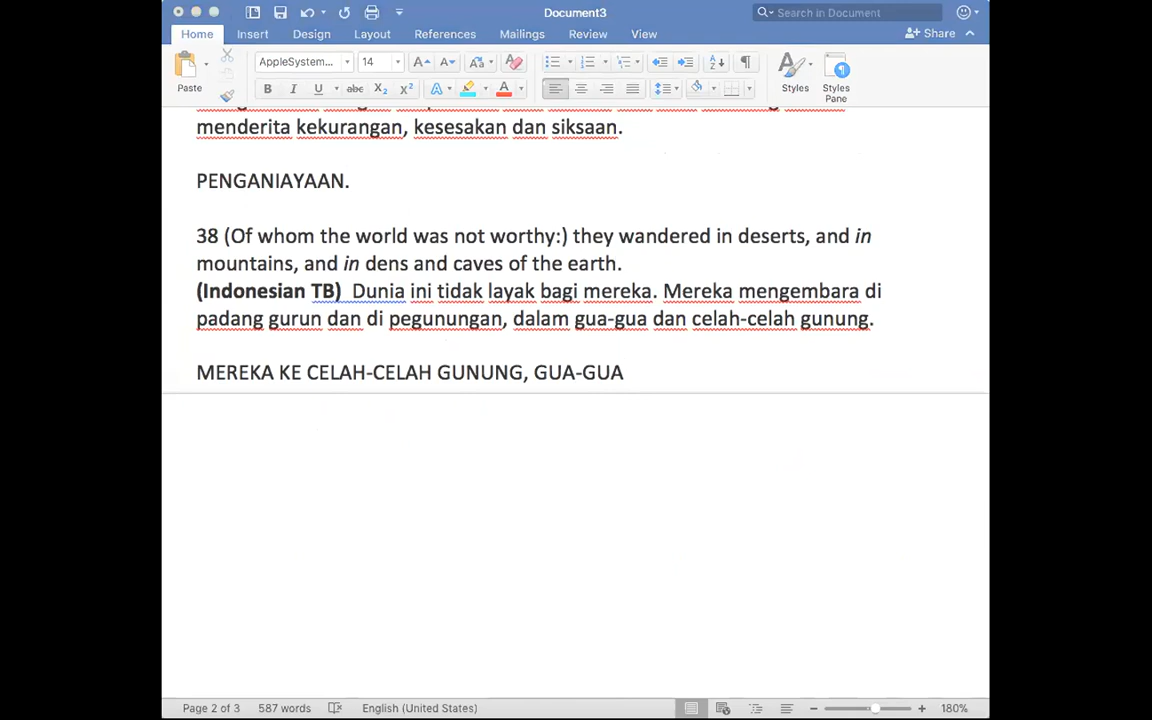 Document3
Search in Document
Home Insert Design Layout References Mailings Review View Share
Paste AppleSystem... 14 Styles Styles Pane
menderita kekurangan, kesesakan dan siksaan.
PENGANIAYAAN.
38 (Of whom the world was not worthy:) they wandered in deserts, and in
mountains, and in dens and caves of the earth.
(Indonesian TB) Dunia ini tidak layak bagi mereka. Mereka mengembara di
padang gurun dan di pegunungan, dalam gua-gua dan celah-celah gunung.
MEREKA KE CELAH-CELAH GUNUNG, GUA-GUA
Page 2 of 3 587 words English (United States) 180%